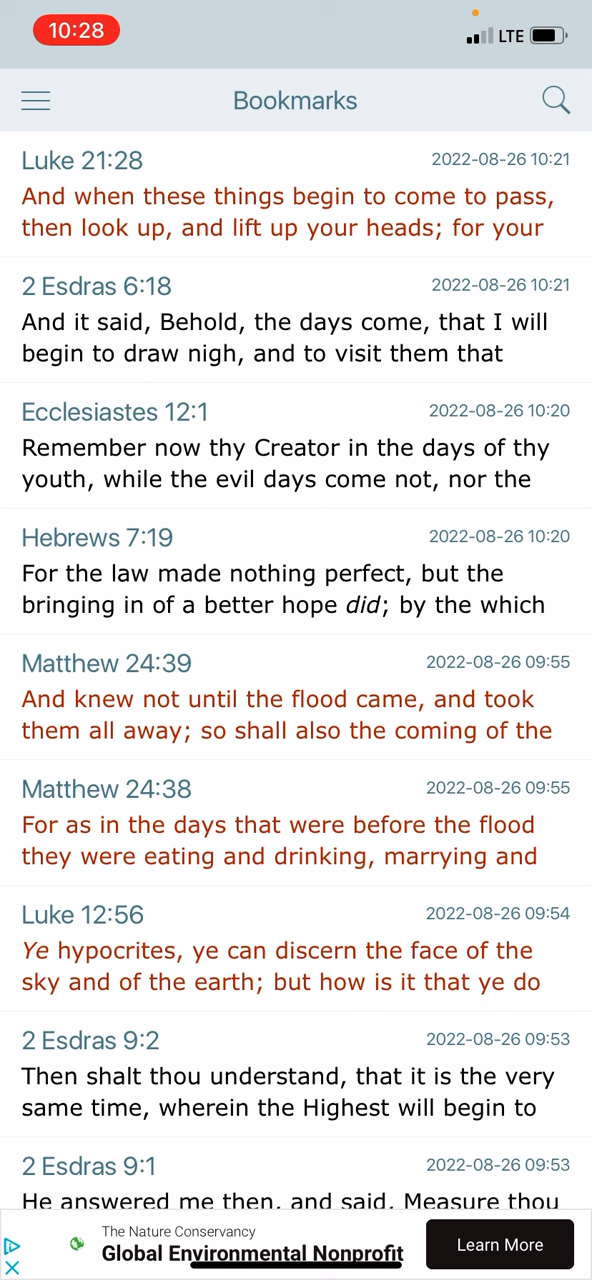 10:28
LTE
Bookmarks
Luke 21:28
2022-08-26 10:21
And when these things begin to come to pass,
then look up, and lift up your heads; for your
2 Esdras 6:18
2022-08-26 10:21
And it said, Behold, the days come, that I will
begin to draw nigh, and to visit them that
Ecclesiastes 12:1
2022-08-26 10:20
Remember now thy Creator in the days of thy
youth, while the evil days come not, nor the
Hebrews 7:19
2022-08-26 10:20
For the law made nothing perfect, but the
bringing in of a better hope did; by the which
Matthew 24:39
2022-08-26 09:55
And knew not until the flood came, and took
them all away; so shall also the coming of the
Matthew 24:38
2022-08-26 09:55
For as in the days that were before the flood
they were eating and drinking, marrying and
Luke 12:56
2022-08-26 09:54
Ye hypocrites, ye can discern the face of the
sky and of the earth; but how is it that ye do
2 Esdras 9:2
2022-08-26 09:53
Then shalt thou understand, that it is the very
same time, wherein the Highest will begin to
2 Esdras 9:1
2022-08-26 09:53
He answered me then, and said, Measure thou
The Nature Conservancy
Global Environmental Nonprofit
Learn More